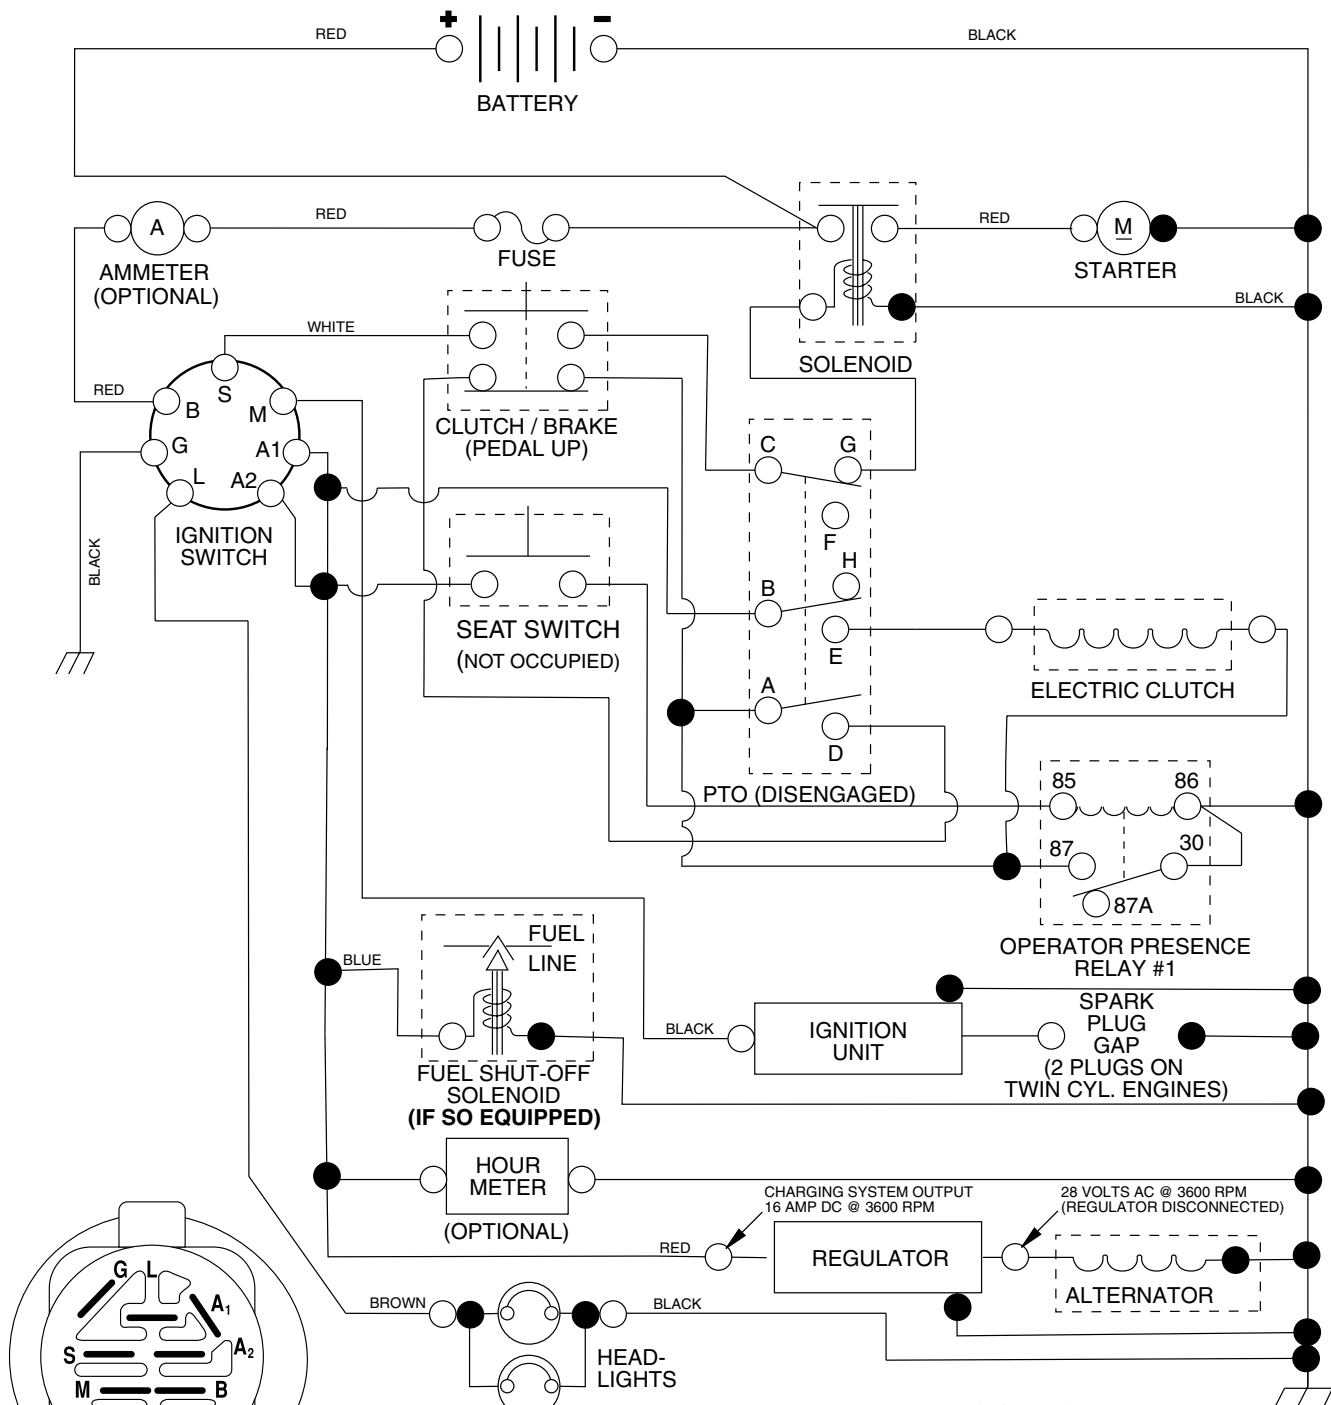 + −
RED
BLACK
BATTERY
A
RED
FUSE
RED
M
STARTER
AMMETER
(OPTIONAL)
BLACK
SOLENOID
WHITE
RED
S
B
M
G
A1
L
A2
CLUTCH / BRAKE
(PEDAL UP)
IGNITION
SWITCH
BLACK
C
G
F
H
B
E
A
D
PTO (DISENGAGED)
SEAT SWITCH
(NOT OCCUPIED)
ELECTRIC CLUTCH
85
86
87
30
87A
OPERATOR PRESENCE
RELAY #1
FUEL
LINE
BLUE
FUEL SHUT-OFF
SOLENOID
(IF SO EQUIPPED)
BLACK
IGNITION
UNIT
SPARK
PLUG
GAP
(2 PLUGS ON
TWIN CYL. ENGINES)
HOUR
METER
(OPTIONAL)
CHARGING SYSTEM OUTPUT
16 AMP DC @ 3600 RPM
28 VOLTS AC @ 3600 RPM
(REGULATOR DISCONNECTED)
RED
REGULATOR
ALTERNATOR
BROWN
BLACK
HEAD-
LIGHTS
G
L
A1
A2
S
M
B